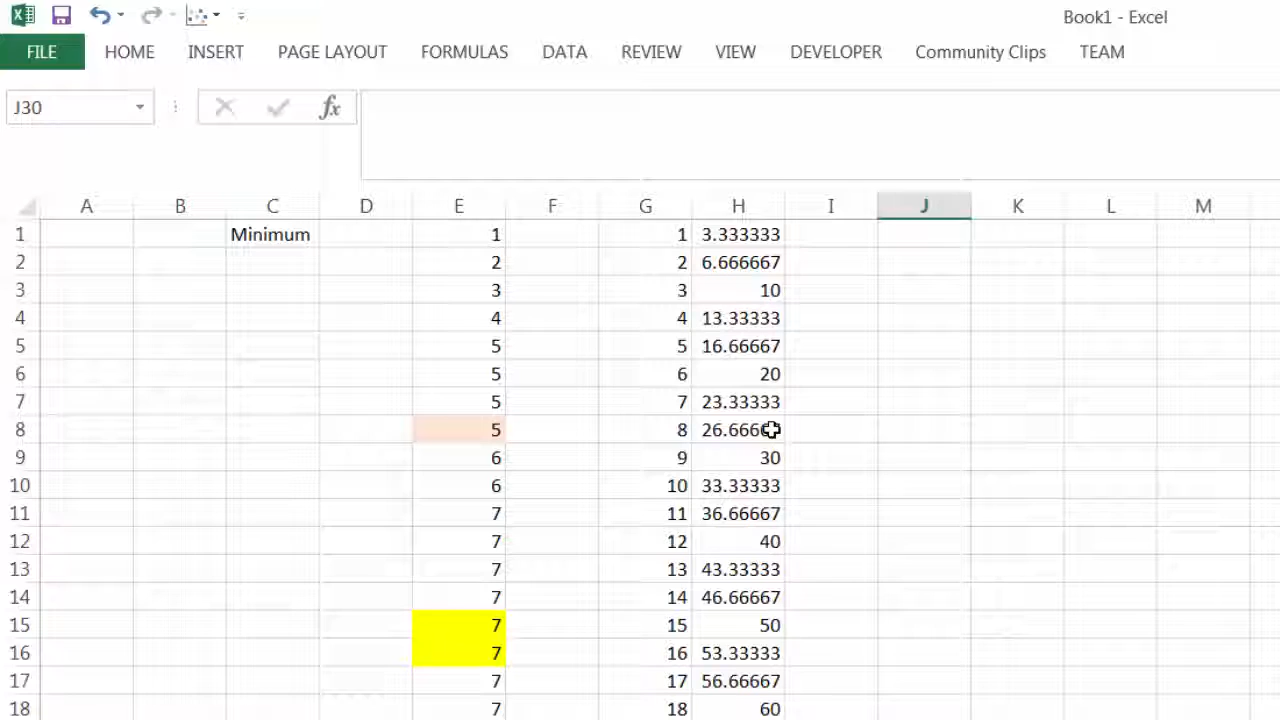 Book1 - Excel
FILE HOME INSERT PAGE LAYOUT FORMULAS DATA REVIEW VIEW DEVELOPER Community Clips TEAM
J30 fx
A B C D E F G H I J K L M
1 Minimum 1 1 3.333333
2 2 2 6.666667
3 3 3 10
4 4 4 13.33333
5 5 5 16.66667
6 5 6 20
7 5 7 23.33333
8 5 8
9 6 9 30
10 6 10 33.33333
11 7 11 36.66667
12 7 12 40
13 7 13 43.33333
14 7 14 46.66667
15 7 15 50
16 7 16 53.33333
17 7 17 56.66667
18 7 18 60